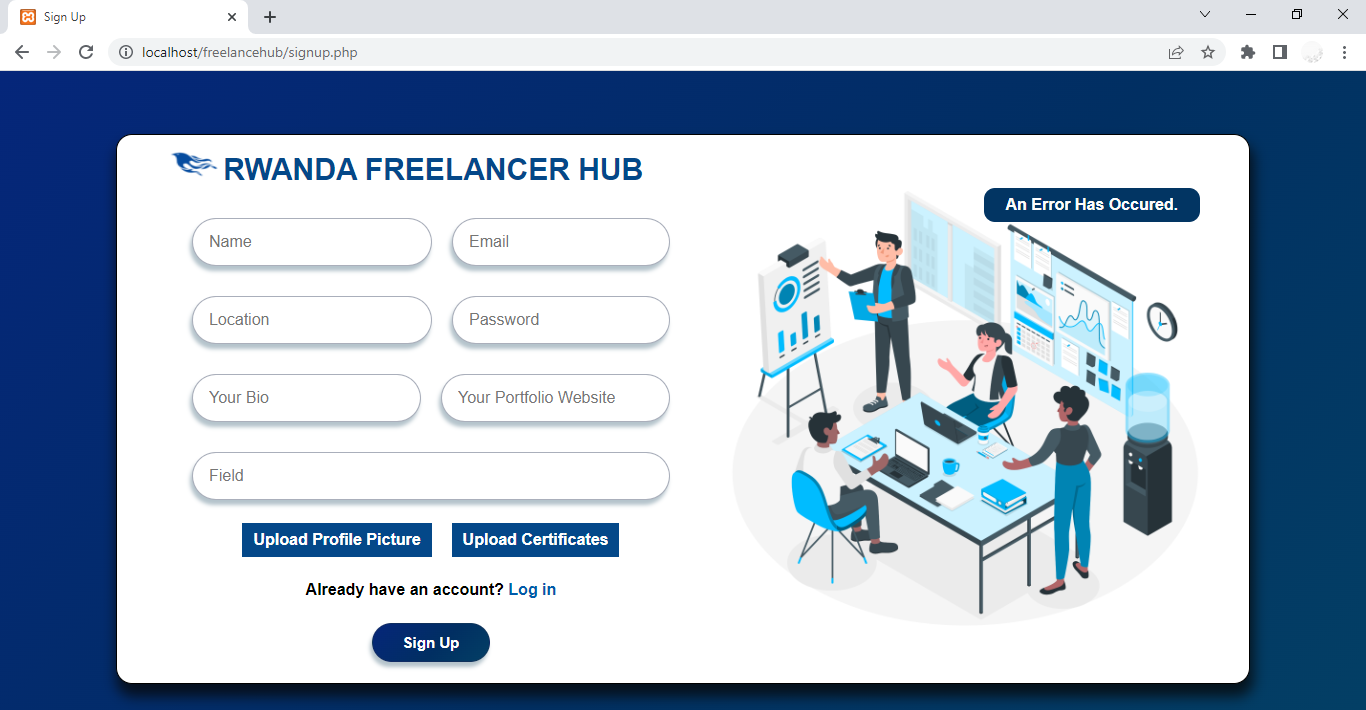 Sign Up
localhost/freelancehub/signup.php
RWANDA FREELANCER HUB
An Error Has Occured.
Name
Email
Location
Password
Your Bio
Your Portfolio Website
Field
Upload Profile Picture
Upload Certificates
Already have an account? Log in
Sign Up